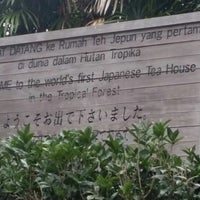 AT DATANG ke Rumah Teh Jepun yang pertam
di dunia dalam Hutan Tropika
ME to the world's first Japanese Tea House
in the Tropical Forest
ようこそお出で下さいました。